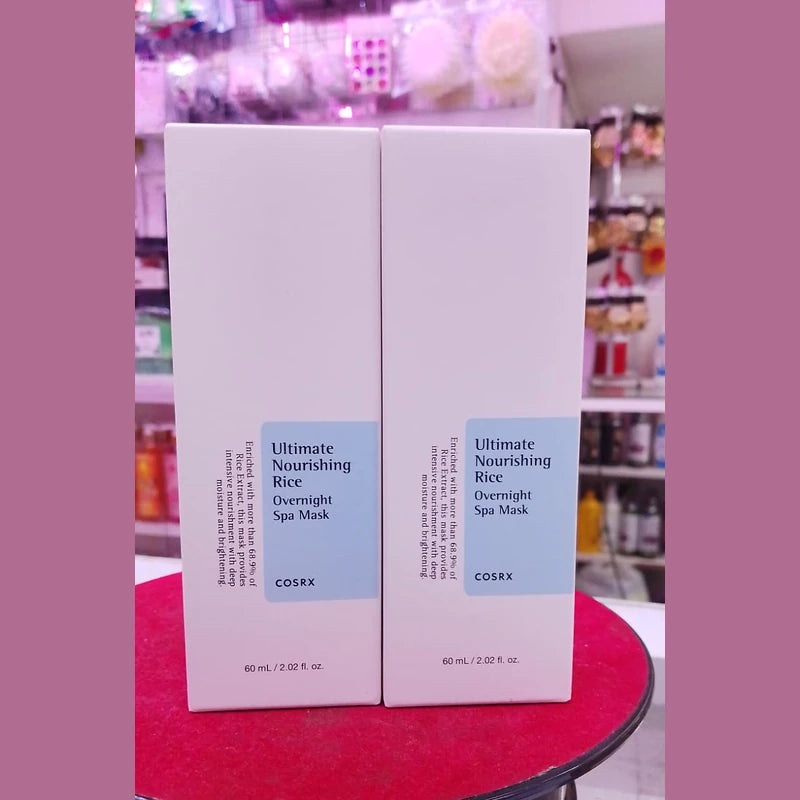 Ultimate
Nourishing
Rice
Overnight
Spa Mask
COSRX
Enriched with more than 68.9% of
Rice Extract, this mask provides
intensive nourishment with deep
moisture and brightening.
60 mL / 2.02 fl. oz.
Ultimate
Nourishing
Rice
Overnight
Spa Mask
COSRX
Enriched with more than 68.9% of
Rice Extract, this mask provides
intensive nourishment with deep
moisture and brightening.
60 mL / 2.02 fl. oz.